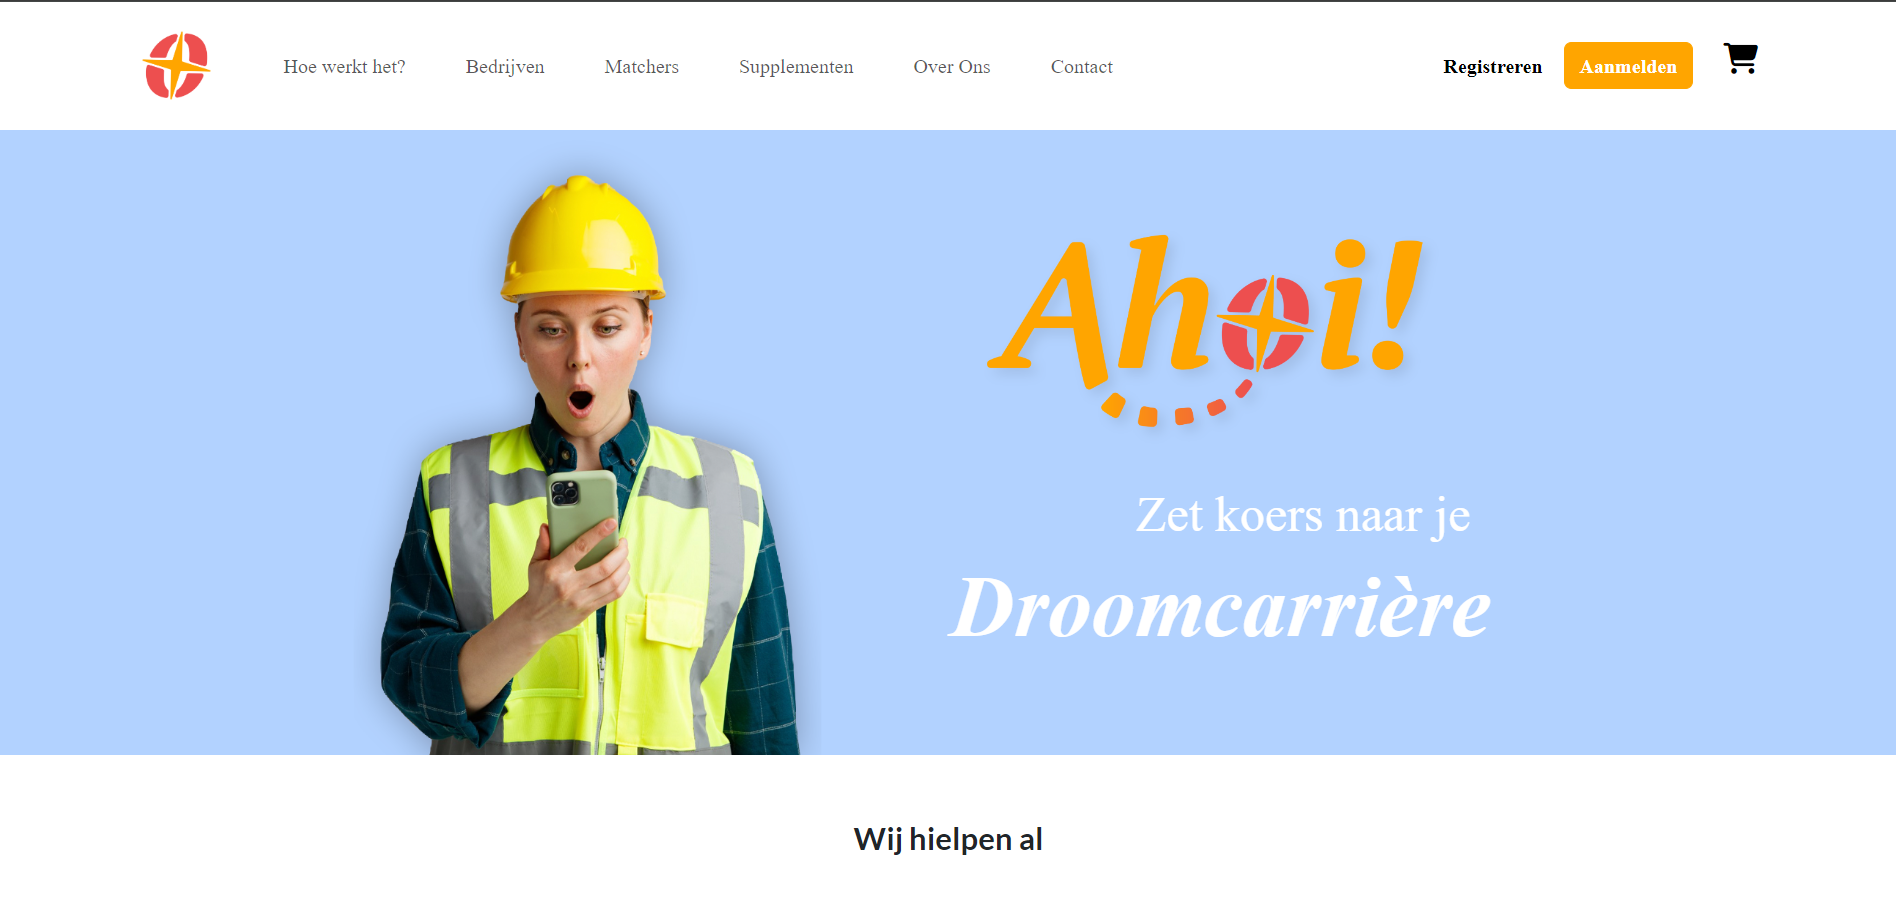 Hoe werkt het? Bedrijven Matchers Supplementen Over Ons Contact Registreren Aanmelden
Ahoi!
Zet koers naar je
Droomcarrière
Wij hielpen al